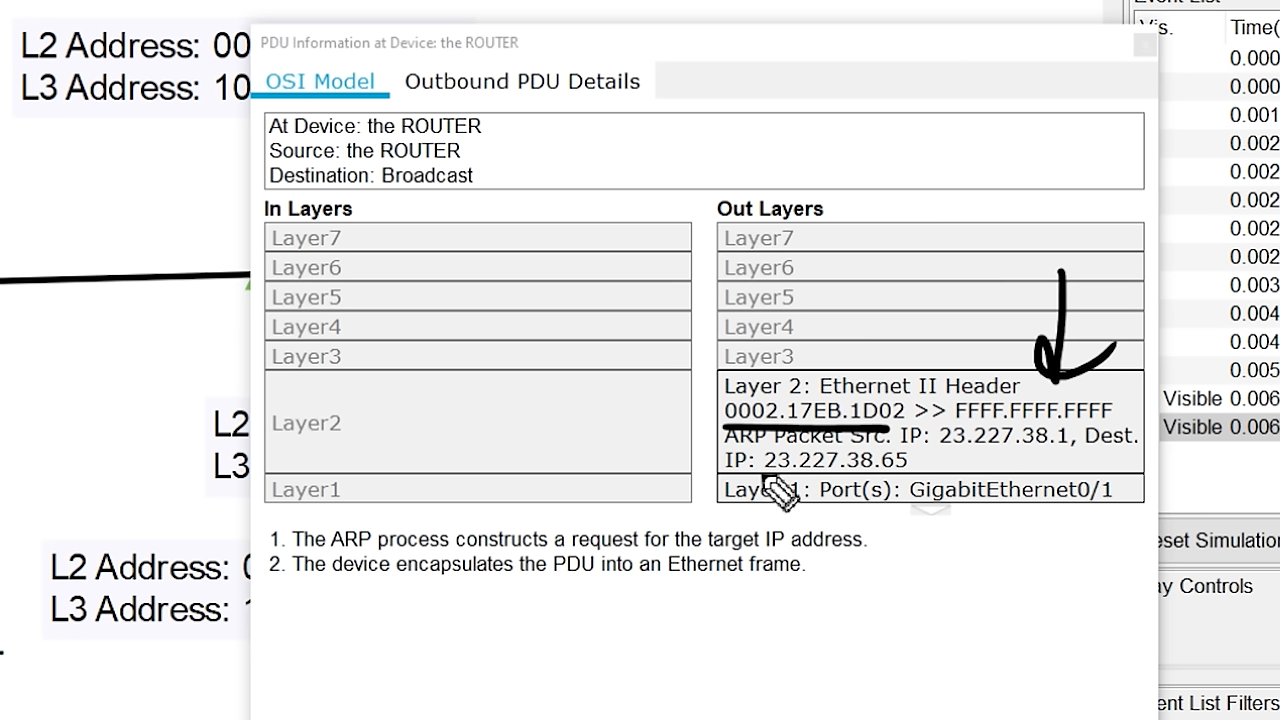 L2 Address: 00
L3 Address: 10
L2
L3
L2 Address:
L3 Address:
PDU Information at Device: the ROUTER
OSI Model Outbound PDU Details
At Device: the ROUTER
Source: the ROUTER
Destination: Broadcast
In Layers
Layer7
Layer6
Layer5
Layer4
Layer3
Layer2
Layer1
Out Layers
Layer7
Layer6
Layer5
Layer4
Layer3
Layer 2: Ethernet II Header
0002.17EB.1D02 >> FFFF.FFFF.FFFF
ARP Packet Src. IP: 23.227.38.1, Dest.
IP: 23.227.38.65
Layer 1: Port(s): GigabitEthernet0/1
1. The ARP process constructs a request for the target IP address.
2. The device encapsulates the PDU into an Ethernet frame.
Event List
Vis. Time(
0.000
0.000
0.001
0.002
0.002
0.002
0.002
0.002
0.003
0.004
0.004
0.005
Visible 0.006
Visible 0.006
eset Simulation
ay Controls
ent List Filters